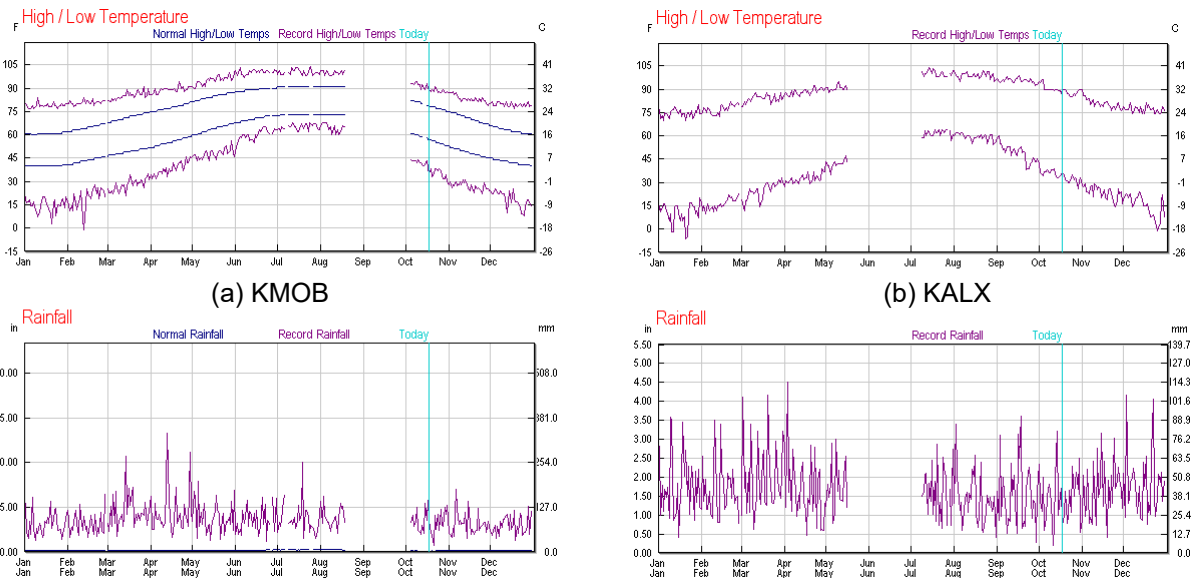 High / Low Temperature
F Normal High/Low Temps Record High/Low Temps Today C
105 41
90 32
75 24
60 16
45 7
30 -1
15 -9
0 -18
-15 -26
Jan Feb Mar Apr May Jun Jul Aug Sep Oct Nov Dec
(a) KMOB
High / Low Temperature
F Record High/Low Temps Today C
105 41
90 32
75 24
60 16
45 7
30 -1
15 -9
0 -18
-15 -26
Jan Feb Mar Apr May Jun Jul Aug Sep Oct Nov Dec
(b) KALX
Rainfall
in Normal Rainfall Record Rainfall Today mm
0.00 508.0
5.00 381.0
0.00 254.0
5.00 127.0
0.00 0.0
Jan Feb Mar Apr May Jun Jul Aug Sep Oct Nov Dec
Jan Feb Mar Apr May Jun Jul Aug Sep Oct Nov Dec
Rainfall
in Record Rainfall Today mm
5.50 139.7
5.00 127.0
4.50 114.3
4.00 101.6
3.50 88.9
3.00 76.2
2.50 63.5
2.00 50.8
1.50 38.1
1.00 25.4
0.50 12.7
0.00 0.0
Jan Feb Mar Apr May Jun Jul Aug Sep Oct Nov Dec
Jan Feb Mar Apr May Jun Jul Aug Sep Oct Nov Dec